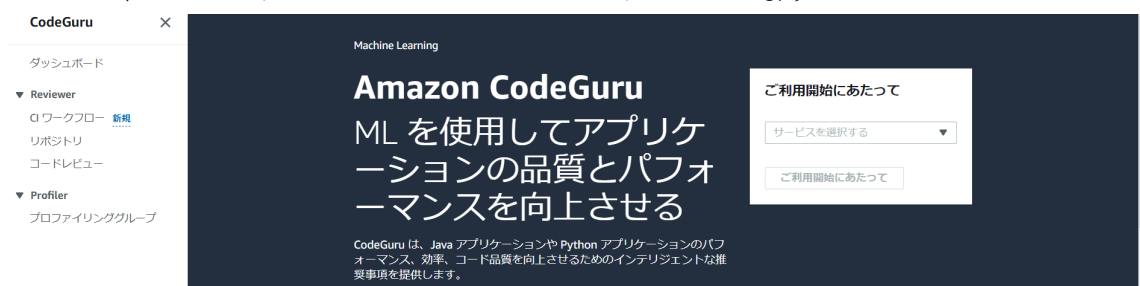 CodeGuru
ダッシュボード
Reviewer
CI ワークフロー 新規
リポジトリ
コードレビュー
Profiler
プロファイリンググループ
Machine Learning
Amazon CodeGuru
ML を使用してアプリケ
ーションの品質とパフォ
ーマンスを向上させる
CodeGuru は、Java アプリケーションや Python アプリケーションのパフ
ォーマンス、効率、コード品質を向上させるためのインテリジェントな推
奨事項を提供します。
ご利用開始にあたって
サービスを選択する
ご利用開始にあたって